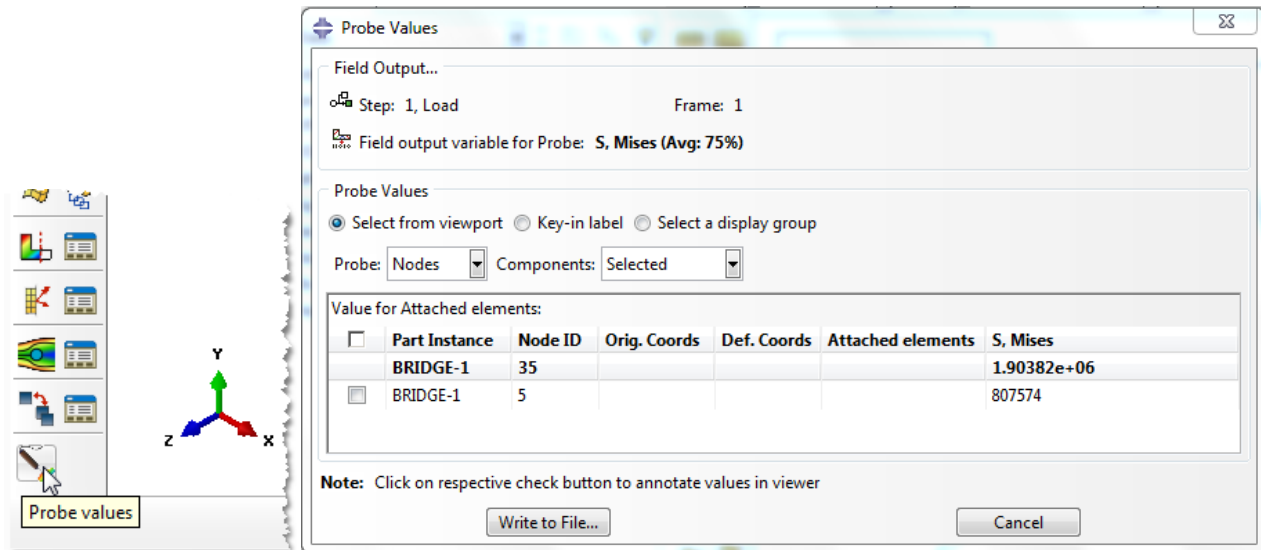 Probe Values
Field Output...
Step: 1, Load Frame: 1
Field output variable for Probe: S, Mises (Avg: 75%)
Probe Values
Select from viewport Key-in label Select a display group
Probe: Nodes Components: Selected
Value for Attached elements:
Part Instance Node ID Orig. Coords Def. Coords Attached elements S, Mises
BRIDGE-1 35 1.90382e+06
BRIDGE-1 5 807574
Note: Click on respective check button to annotate values in viewer
Write to File... Cancel
Y
Z X
Probe values